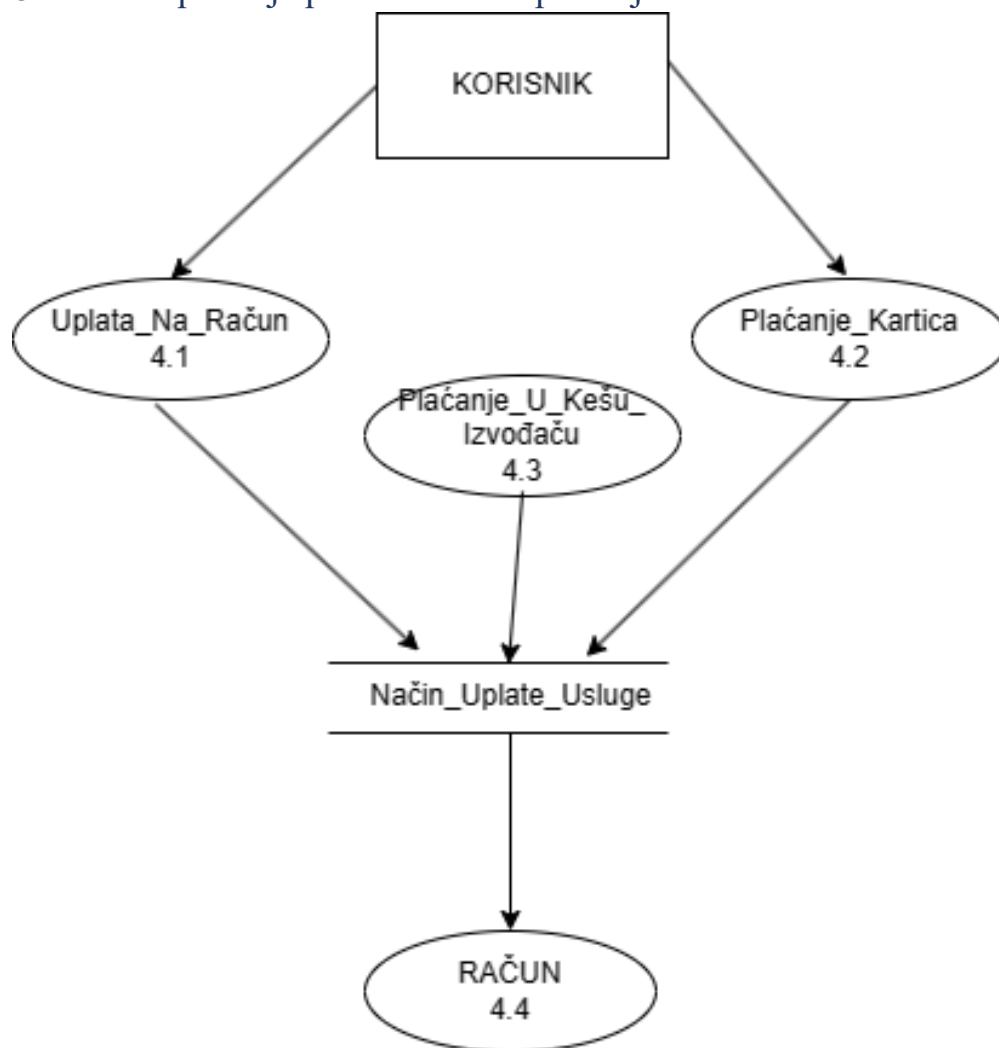 KORISNIK
Uplata_Na_Račun
4.1
Plaćanje_Kartica
4.2
Plaćanje_U_Kešu_
Izvođaču
4.3
Način_Uplate_Usluge
RAČUN
4.4